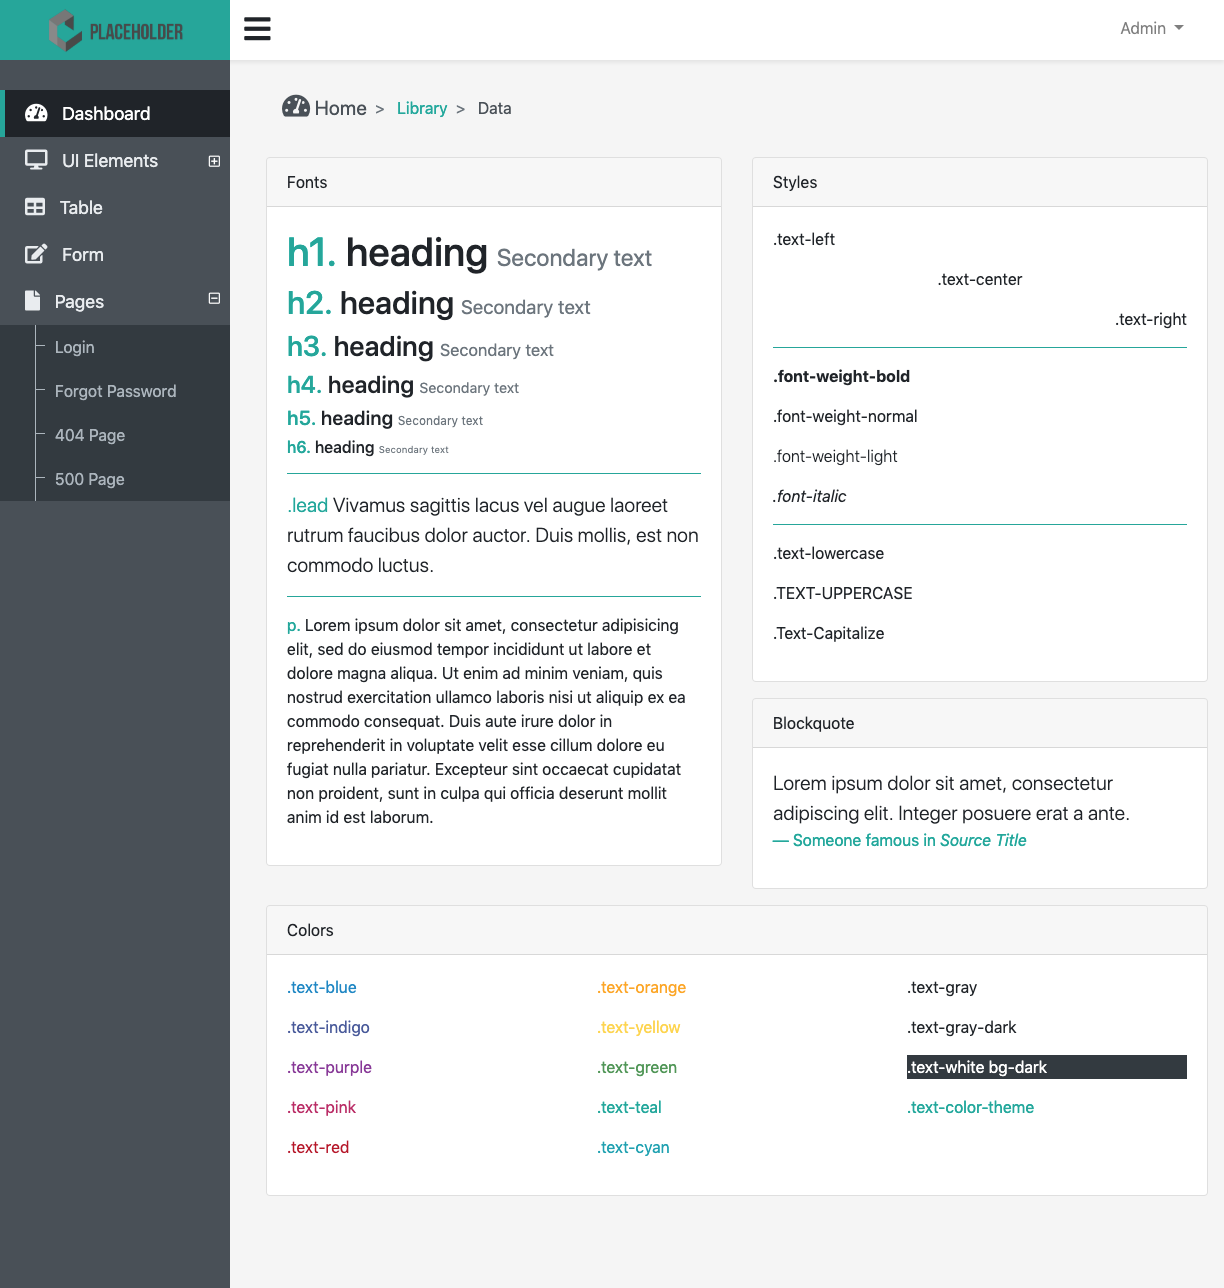 PLACEHOLDER
Admin
Dashboard
UI Elements
Table
Form
Pages
Login
Forgot Password
404 Page
500 Page
Home > Library > Data
Fonts
h1. heading Secondary text
h2. heading Secondary text
h3. heading Secondary text
h4. heading Secondary text
h5. heading Secondary text
h6. heading Secondary text
.lead Vivamus sagittis lacus vel augue laoreet
rutrum faucibus dolor auctor. Duis mollis, est non
commodo luctus.
p. Lorem ipsum dolor sit amet, consectetur adipisicing
elit, sed do eiusmod tempor incididunt ut labore et
dolore magna aliqua. Ut enim ad minim veniam, quis
nostrud exercitation ullamco laboris nisi ut aliquip ex ea
commodo consequat. Duis aute irure dolor in
reprehenderit in voluptate velit esse cillum dolore eu
fugiat nulla pariatur. Excepteur sint occaecat cupidatat
non proident, sunt in culpa qui officia deserunt mollit
anim id est laborum.
Styles
.text-left
.text-center
.text-right
.font-weight-bold
.font-weight-normal
.font-weight-light
.font-italic
.text-lowercase
.TEXT-UPPERCASE
.Text-Capitalize
Blockquote
Lorem ipsum dolor sit amet, consectetur
adipiscing elit. Integer posuere erat a ante.
— Someone famous in Source Title
Colors
.text-blue
.text-indigo
.text-purple
.text-pink
.text-red
.text-orange
.text-yellow
.text-green
.text-teal
.text-cyan
.text-gray
.text-gray-dark
.text-white bg-dark
.text-color-theme